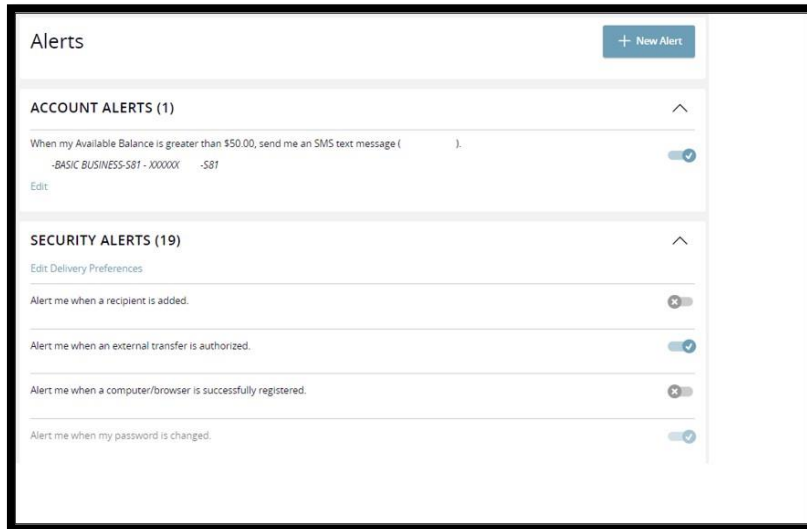 Alerts
+ New Alert
ACCOUNT ALERTS (1)
When my Available Balance is greater than $50.00, send me an SMS text message ( ).
-BASIC BUSINESS-S81 - XXXXXX -S81
Edit
SECURITY ALERTS (19)
Edit Delivery Preferences
Alert me when a recipient is added.
Alert me when an external transfer is authorized.
Alert me when a computer/browser is successfully registered.
Alert me when my password is changed.